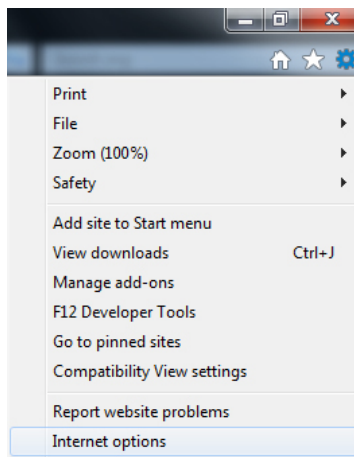 Print
File
Zoom (100%)
Safety
Add site to Start menu
View downloads Ctrl+J
Manage add-ons
F12 Developer Tools
Go to pinned sites
Compatibility View settings
Report website problems
Internet options